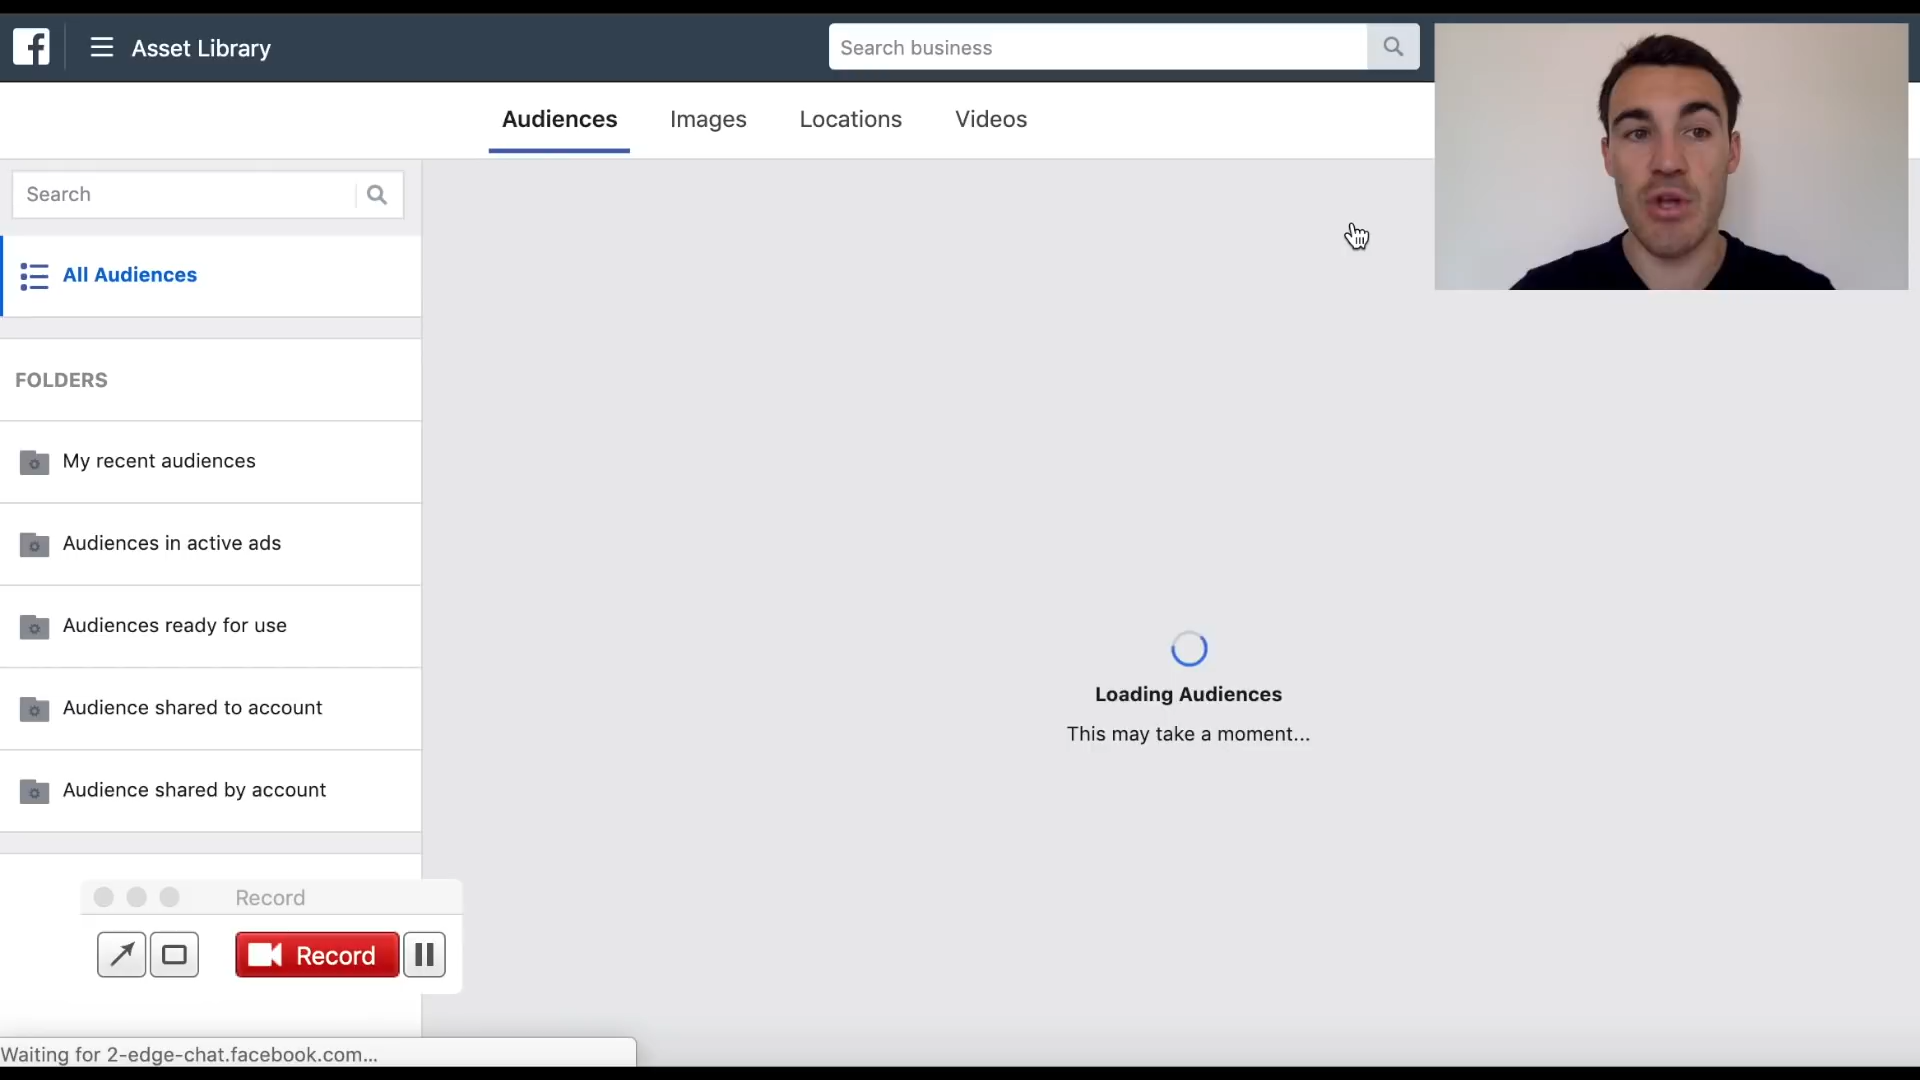 Asset Library
Search business
Audiences
Images
Locations
Videos
Search
All Audiences
FOLDERS
My recent audiences
Audiences in active ads
Audiences ready for use
Audience shared to account
Audience shared by account
Loading Audiences
This may take a moment...
Record
Record
Waiting for 2-edge-chat.facebook.com...